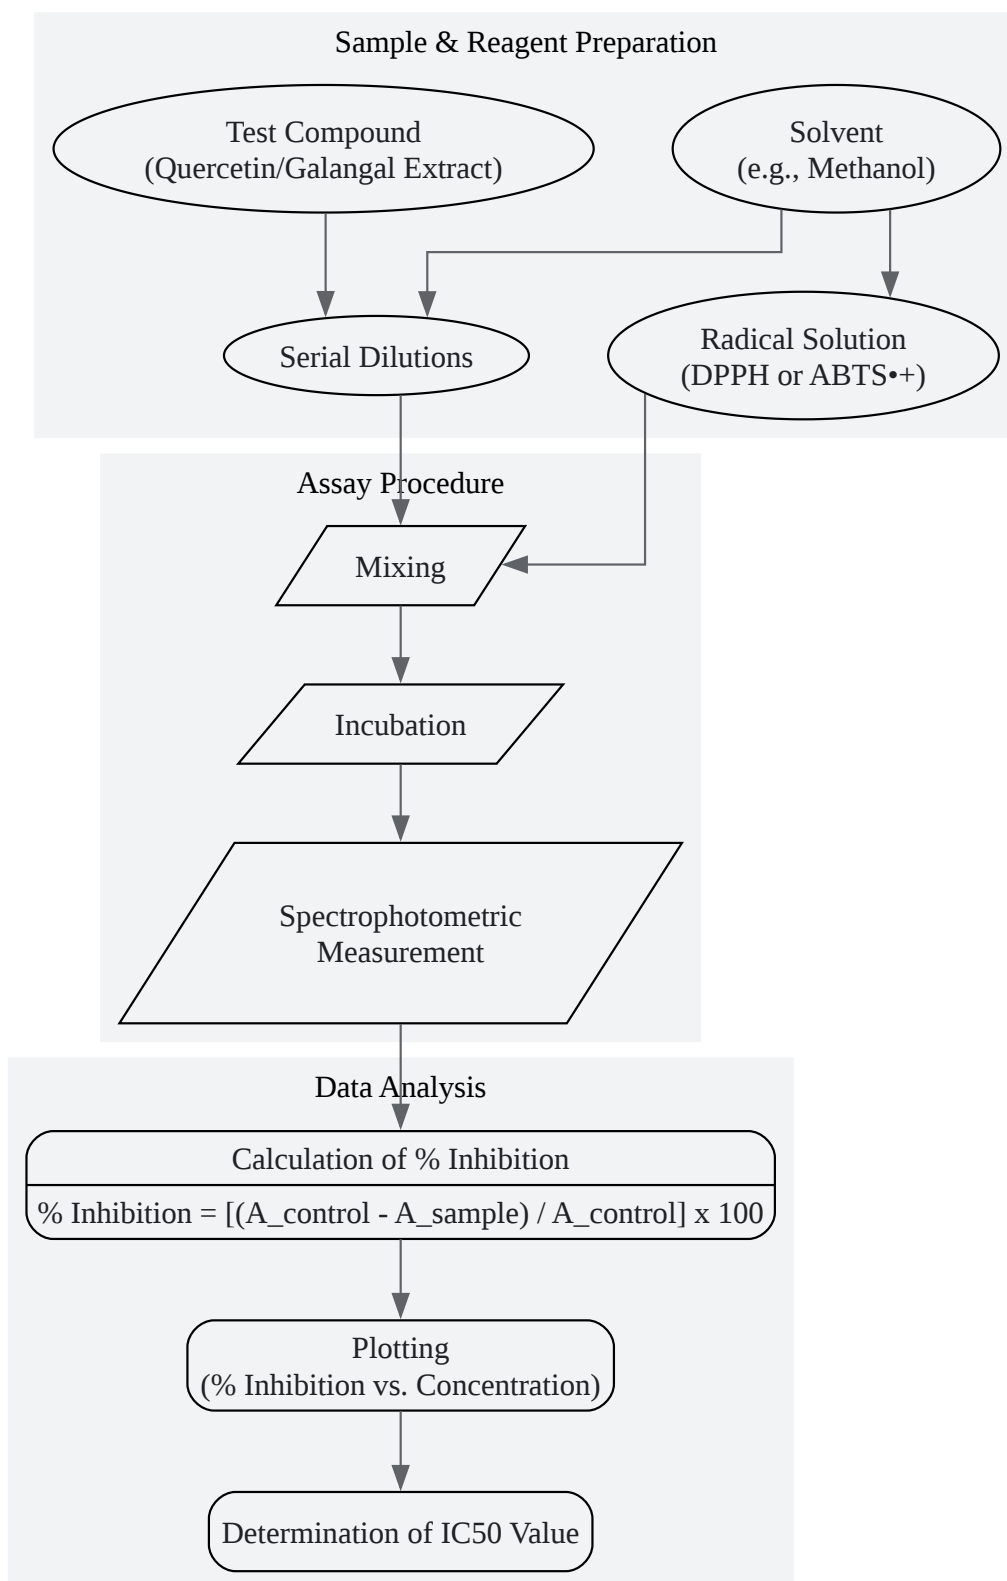 Sample & Reagent Preparation
Test Compound
(Quercetin/Galangal Extract)
Solvent
(e.g., Methanol)
Serial Dilutions
Radical Solution
(DPPH or ABTS•+)
Assay Procedure
Mixing
Incubation
Spectrophotometric
Measurement
Data Analysis
Calculation of % Inhibition
% Inhibition = [(A_control - A_sample) / A_control] x 100
Plotting
(% Inhibition vs. Concentration)
Determination of IC50 Value